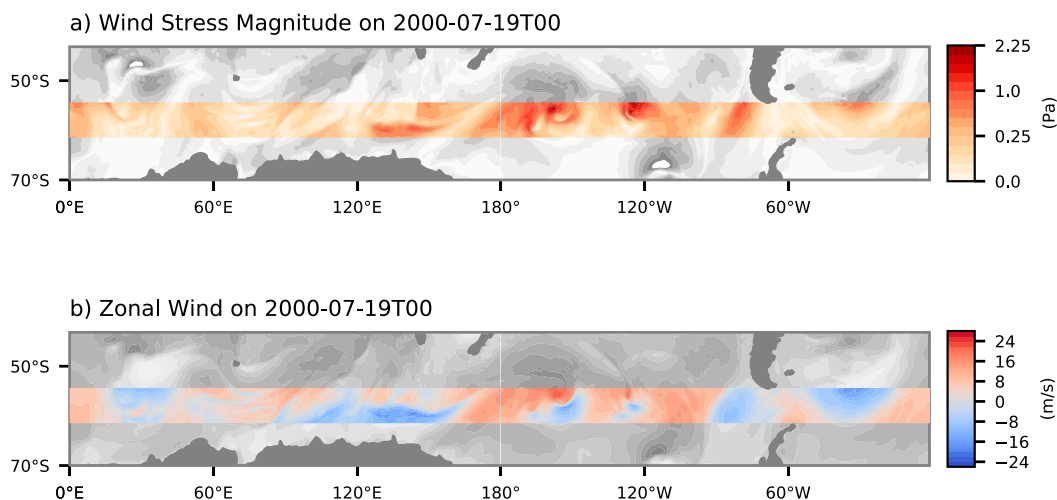 a) Wind Stress Magnitude on 2000-07-19T00
50°S
70°S
0°E 60°E 120°E 180° 120°W 60°W
2.25
1.0
0.25
0.0
(Pa)
b) Zonal Wind on 2000-07-19T00
50°S
70°S
0°E 60°E 120°E 180° 120°W 60°W
24
16
8
0
−8
−16
−24
(m/s)